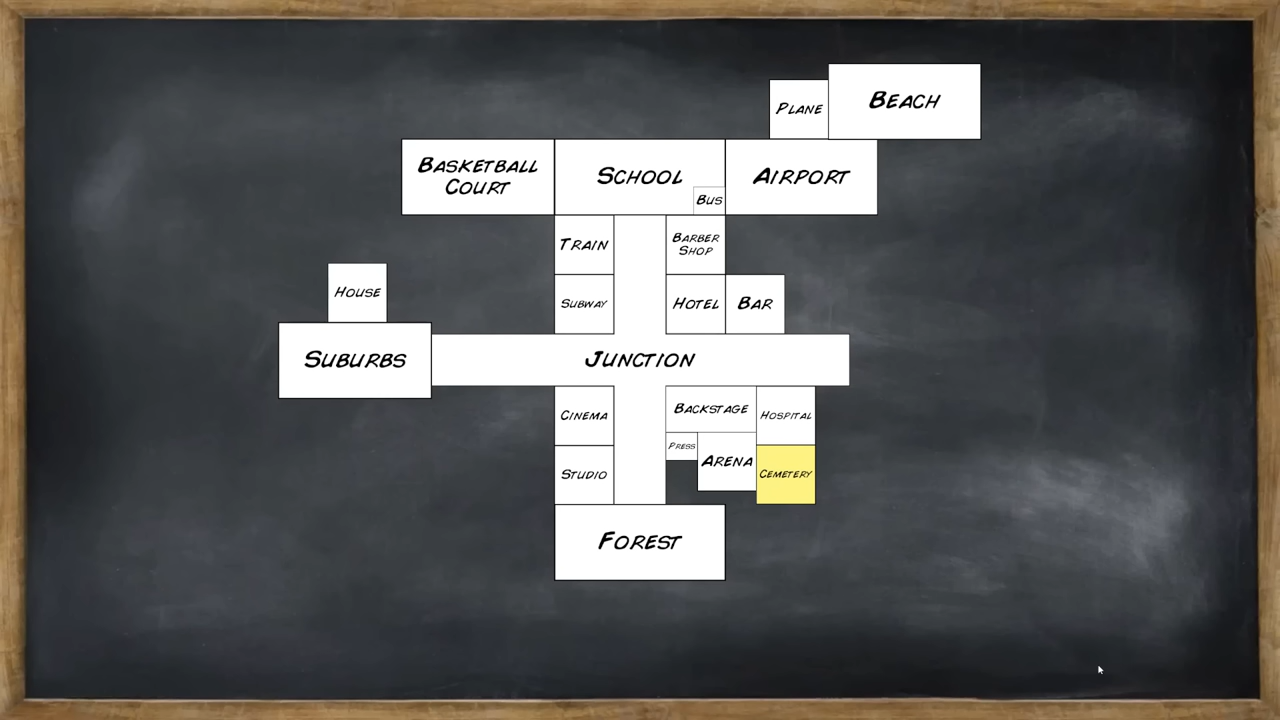 BEACH
PLANE
BASKETBALL
COURT
SCHOOL
AIRPORT
BUS
TRAIN
BARBER
SHOP
HOUSE
SUBWAY
HOTEL
BAR
SUBURBS
JUNCTION
CINEMA
BACKSTAGE
HOSPITAL
PRESS
ARENA
STUDIO
CEMETERY
FOREST